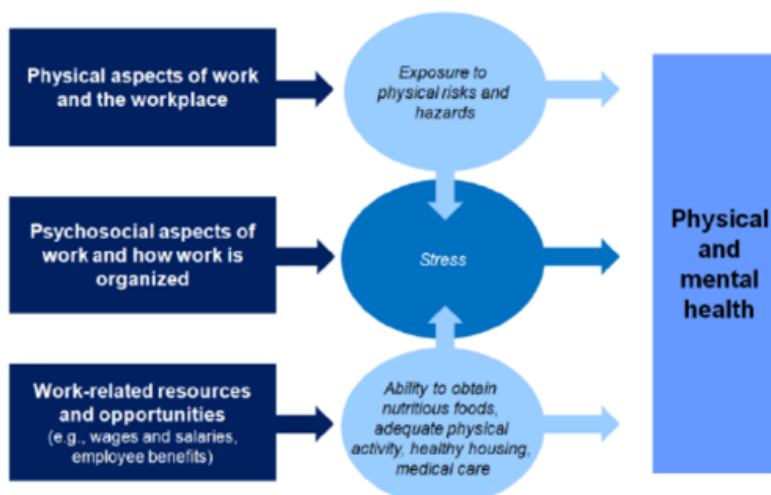 Physical aspects of work
and the workplace
Exposure to
physical risks and
hazards
Psychosocial aspects of
work and how work is
organized
Stress
Work-related resources
and opportunities
(e.g., wages and salaries,
employee benefits)
Ability to obtain
nutritious foods,
adequate physical
activity, healthy housing,
medical care
Physical
and
mental
health